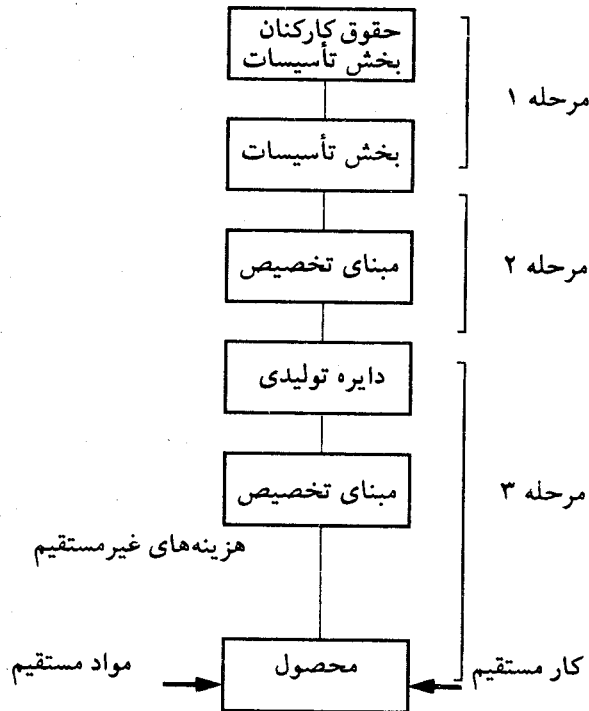 حقوق کارکنان
بخش تأسیسات
مرحله ۱
بخش تأسیسات
مبنای تخصیص
مرحله ۲
دایره تولیدی
مبنای تخصیص
مرحله ۳
هزینه‌های غیرمستقیم
کار مستقیم
محصول
مواد مستقیم